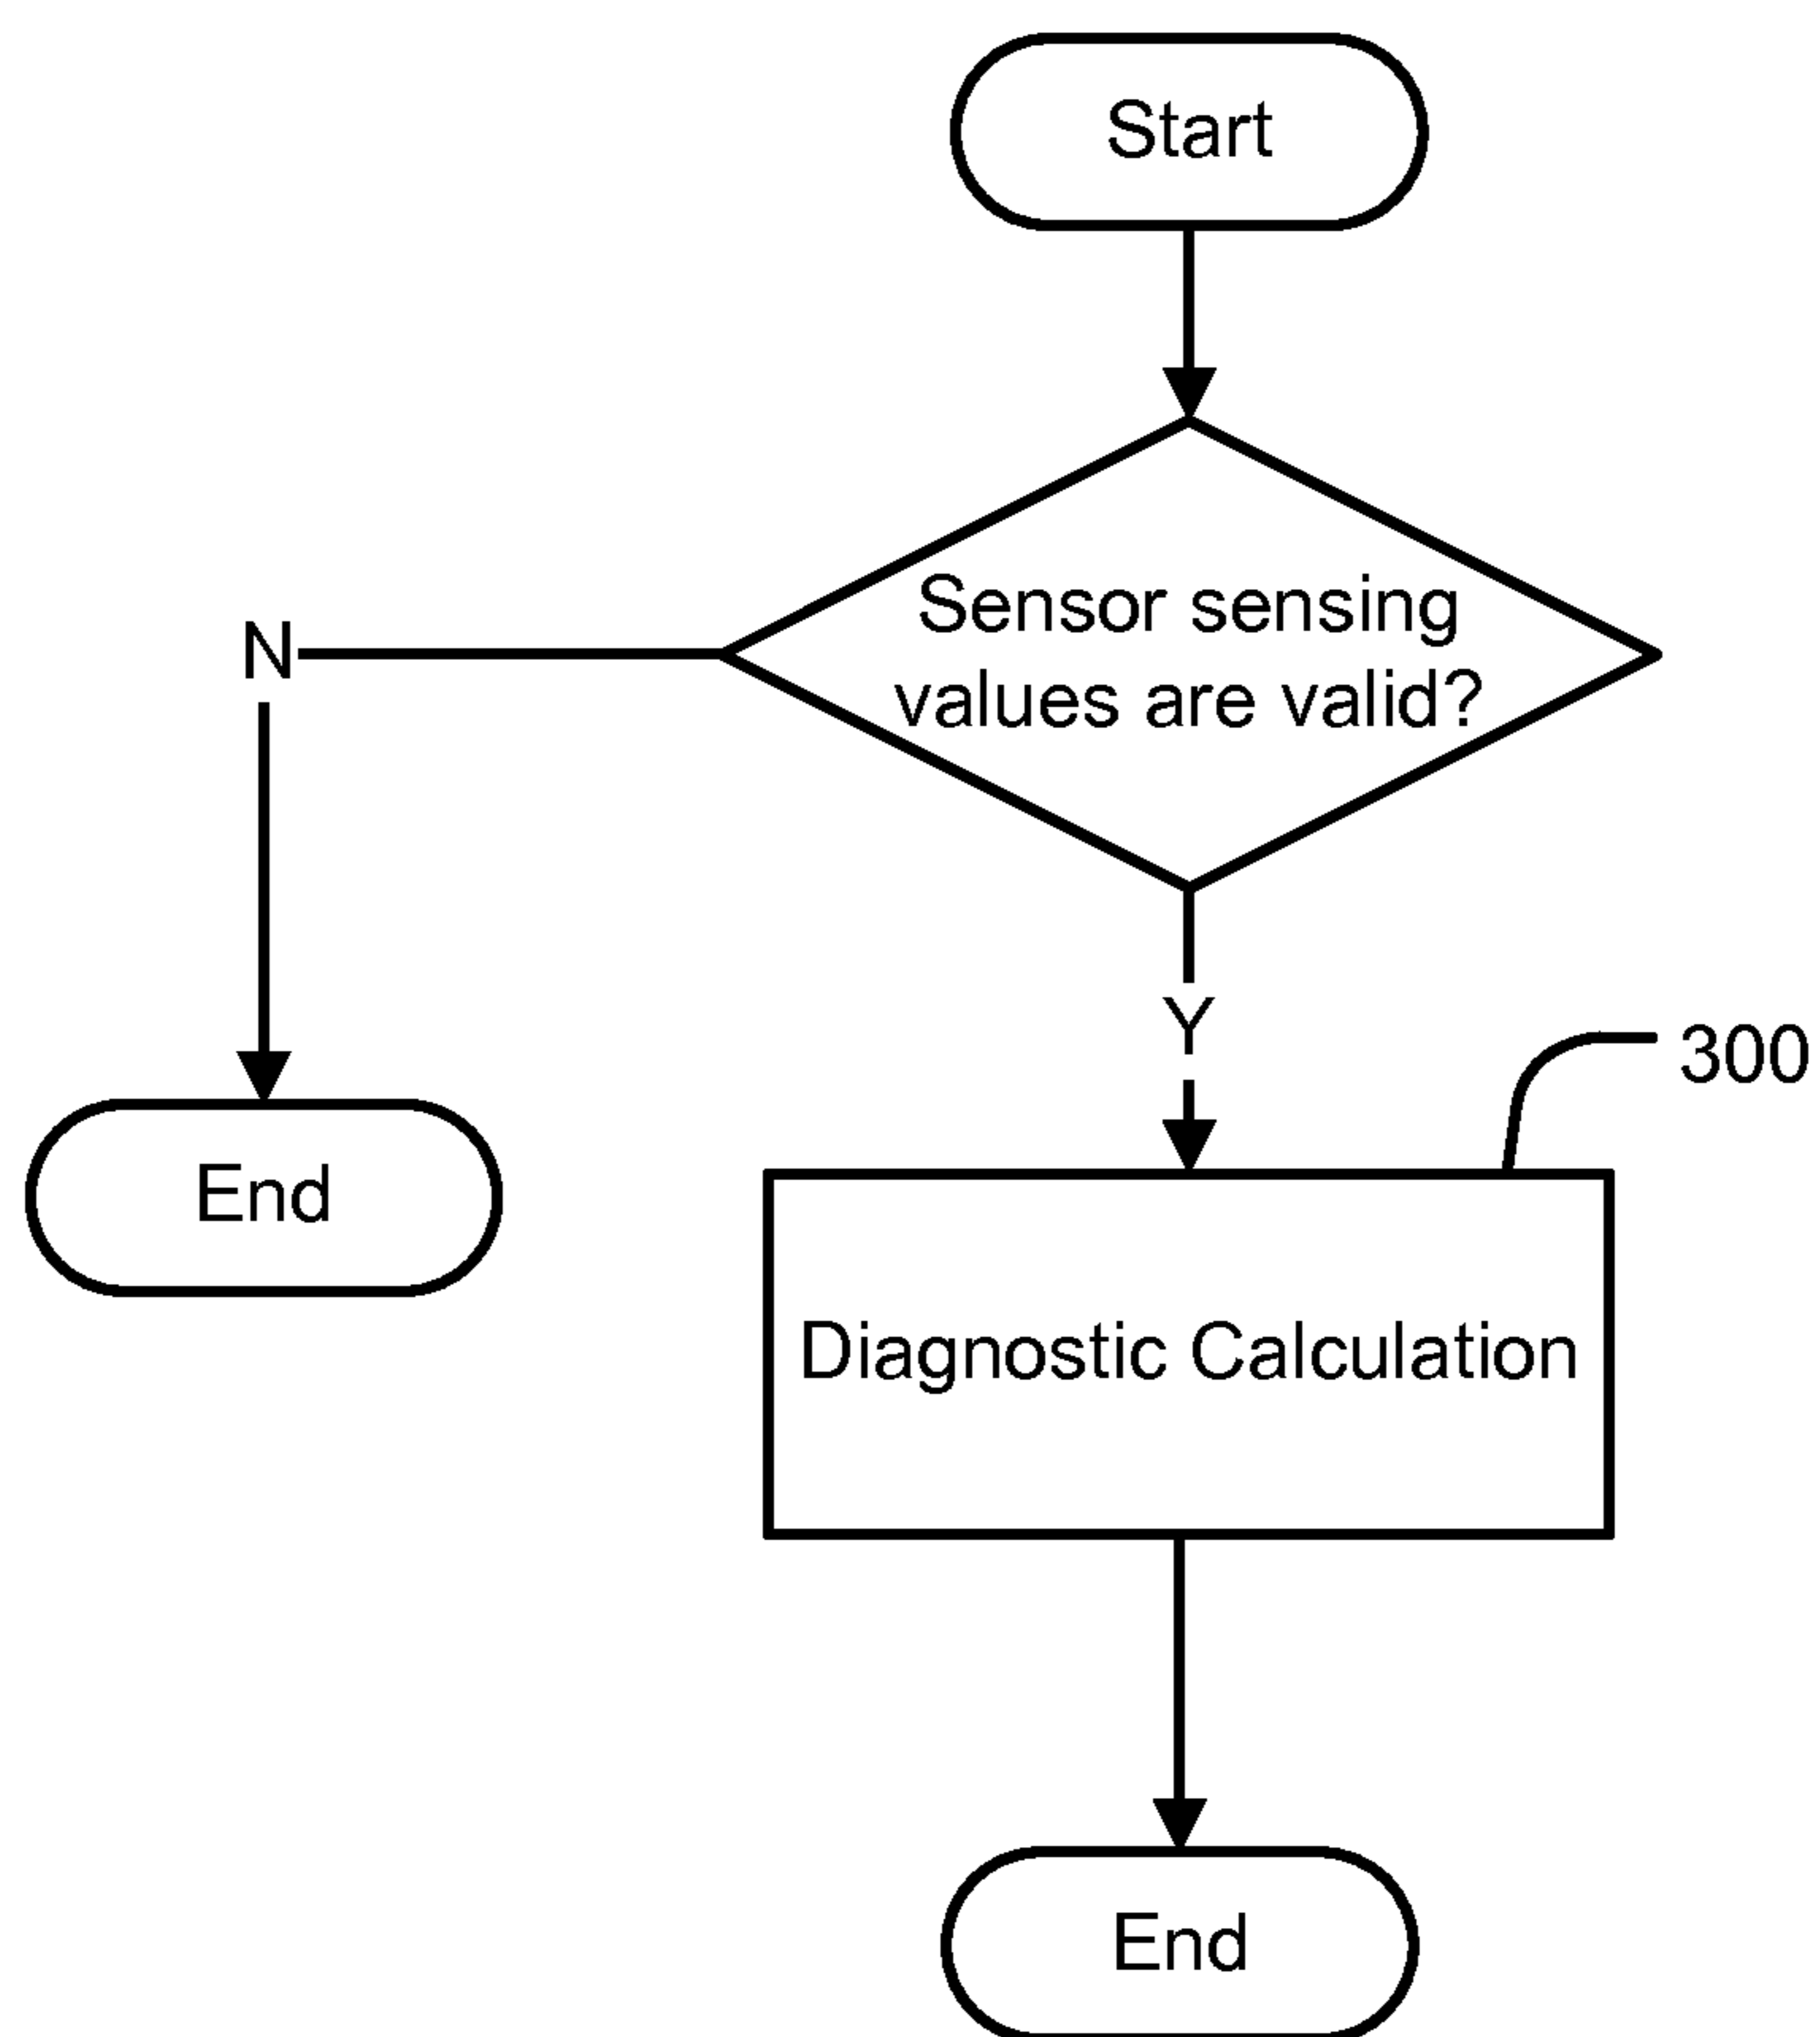 Start
Sensor sensing
values are valid?
N
Y
300
End
Diagnostic Calculation
End